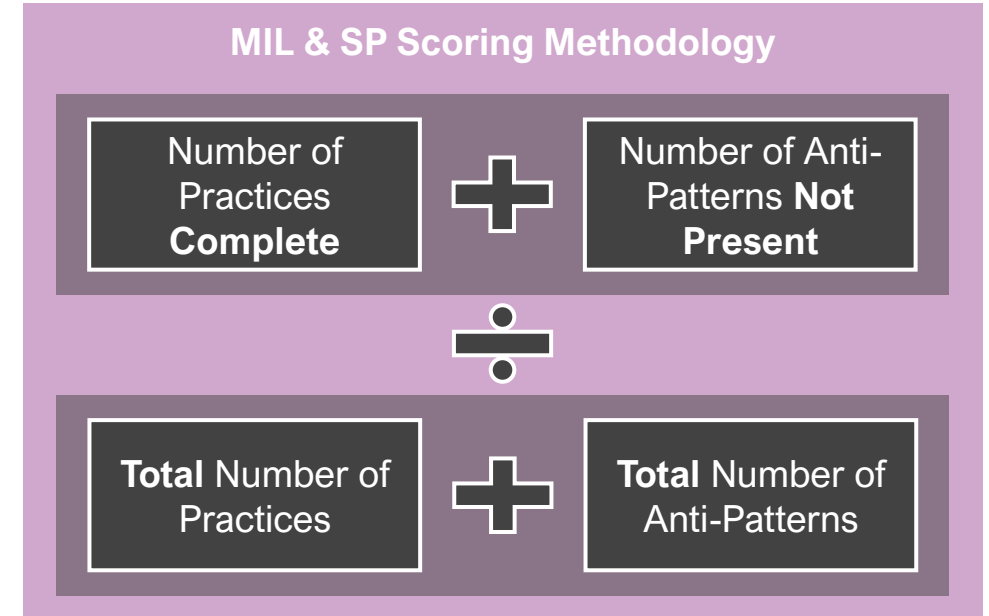 MIL & SP Scoring Methodology
Number of
Practices
Complete
Number of Anti-
Patterns Not
Present
Total Number of
Practices
Total Number of
Anti-Patterns